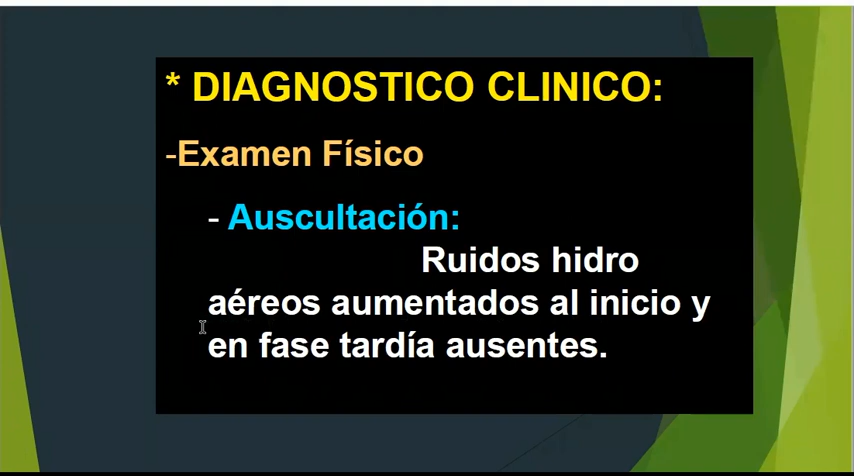 * DIAGNOSTICO CLINICO:
-Examen Físico
- Auscultación:
Ruidos hidro
aéreos aumentados al inicio y
en fase tardía ausentes.